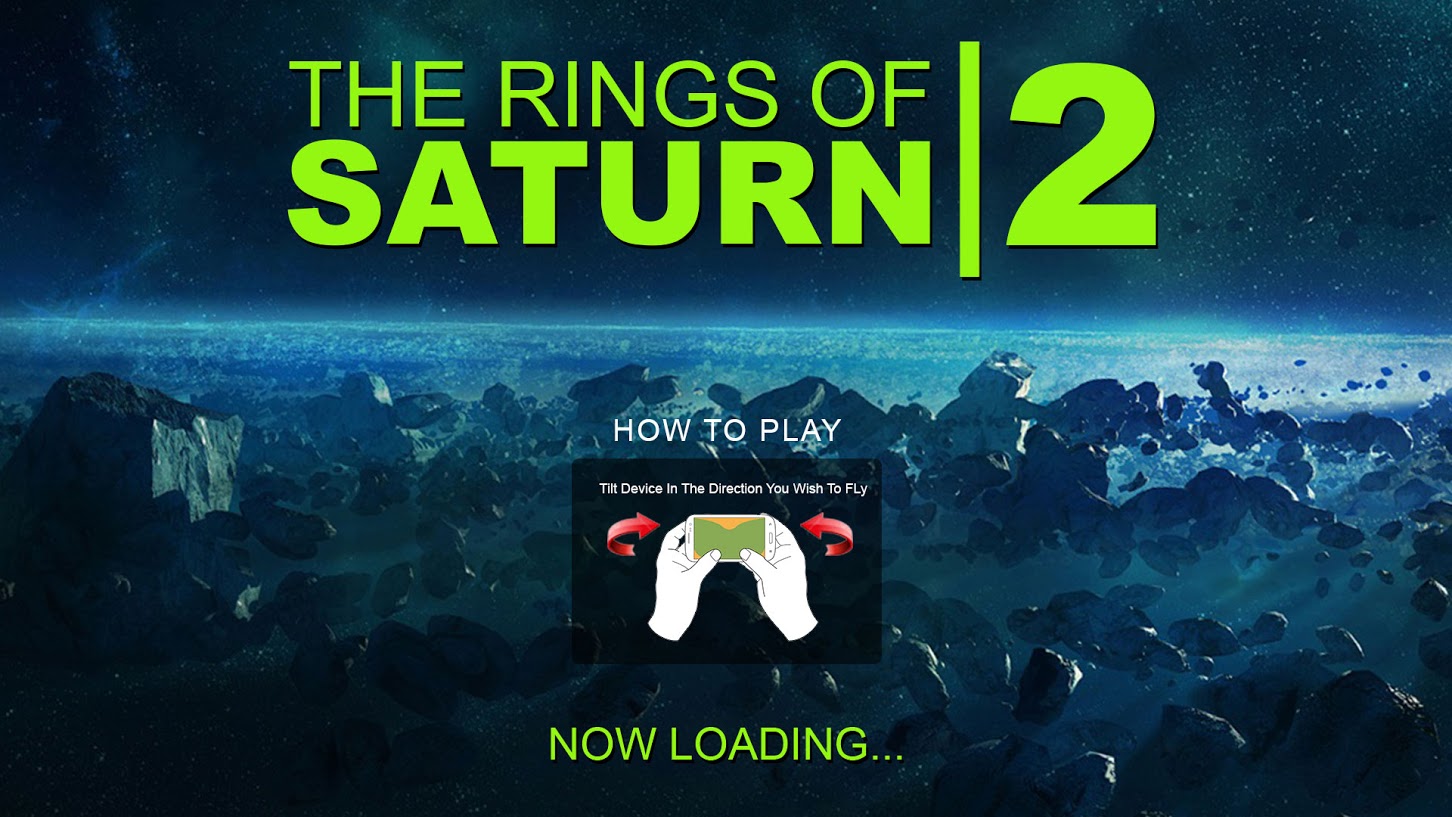 THE RINGS OF
SATURN
|2
HOW TO PLAY
Tilt Device In The Direction You Wish To FLy
NOW LOADING...